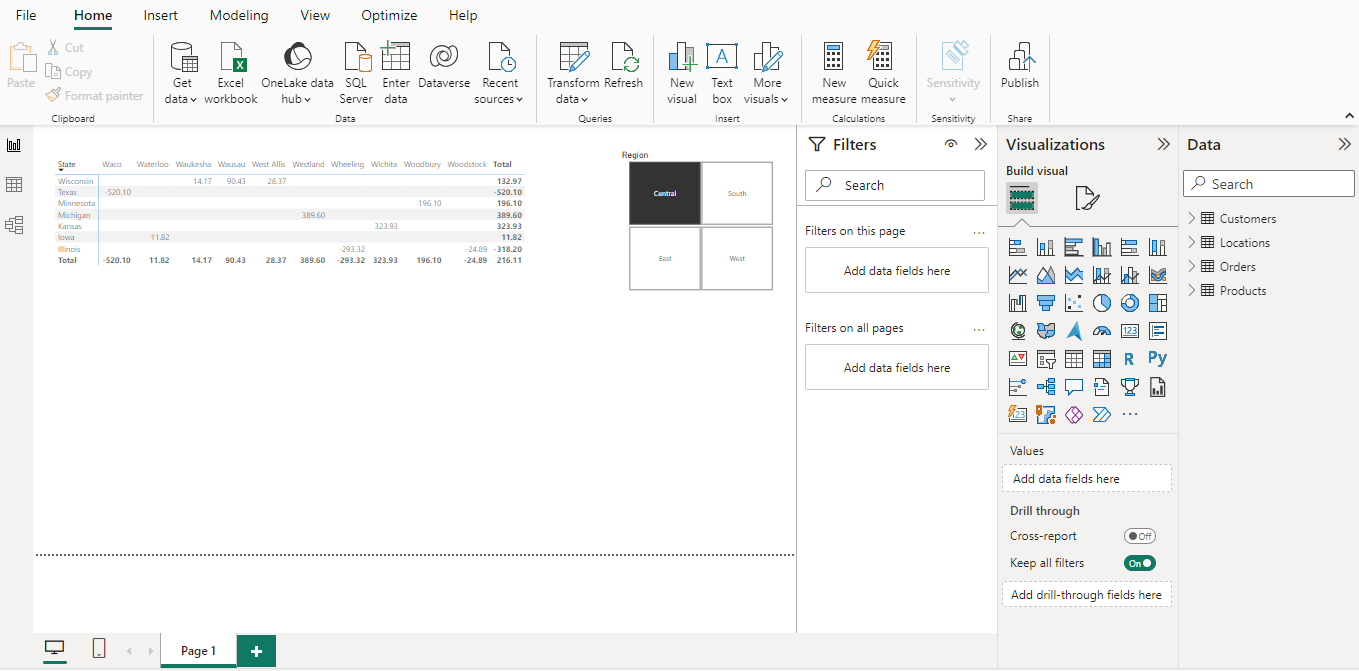 File Home Insert Modeling View Optimize Help
Paste
Cut
Copy
Format painter
Clipboard
Get data
Excel workbook
OneLake data hub
SQL Server
Enter data
Dataverse
Recent sources
Data
Transform data
Refresh
Queries
New visual
Text box
More visuals
Insert
New measure
Quick measure
Calculations
Sensitivity
Sensitivity
Publish
Share
State Waco Waterloo Waukesha Wausau West Allis Westland Wheeling Wichita Woodbury Woodstock Total
Wisconsin 14.17 90.43 28.37 132.97
Texas -520.10 -520.10
Minnesota 196.10 196.10
Michigan 389.60 389.60
Kansas 323.93 323.93
Iowa 11.82 11.82
Illinois -293.32 -24.89 -318.20
Total -520.10 11.82 14.17 90.43 28.37 389.60 -293.32 323.93 196.10 -24.89 216.11
Region
Central South
East West
Filters
Search
Filters on this page ...
Add data fields here
Filters on all pages ...
Add data fields here
Visualizations
Build visual
123
R Py
123
...
Values
Add data fields here
Drill through
Cross-report Off
Keep all filters On
Add drill-through fields here
Data
Search
Customers
Locations
Orders
Products
Page 1 +